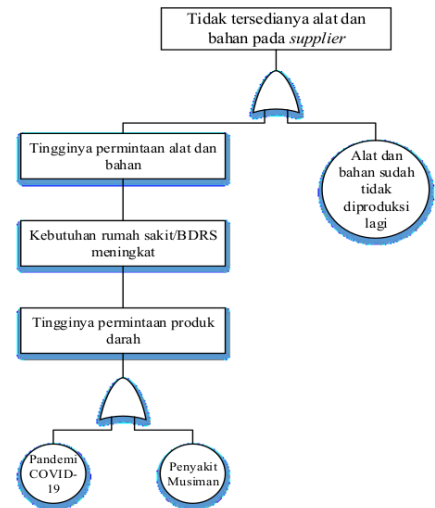 Tidak tersedianya alat dan
bahan pada supplier
Tingginya permintaan alat dan
bahan
Alat dan
bahan sudah
tidak
diproduksi
lagi
Kebutuhan rumah sakit/BDRS
meningkat
Tingginya permintaan produk
darah
Pandemi
COVID-
19
Penyakit
Musiman